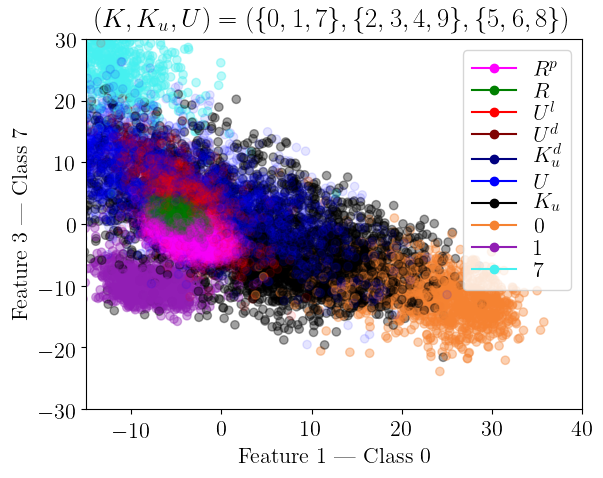 (K, K_u, U) = ({0, 1, 7}, {2, 3, 4, 9}, {5, 6, 8})
30
20
10
0
−10
−20
−30
Feature 3 — Class 7
R^p
R
U^l
U^d
K_u^d
U
K_u
0
1
7
−10
0
10
20
30
40
Feature 1 — Class 0